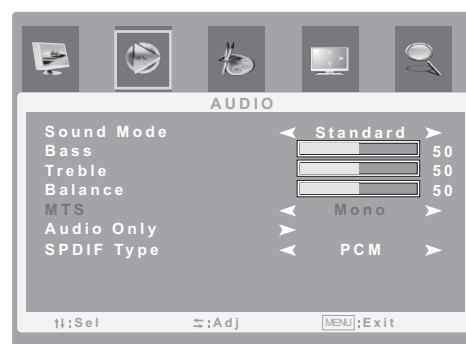 AUDIO
Sound Mode Standard
Bass 50
Treble 50
Balance 50
MTS Mono
Audio Only
SPDIF Type PCM
:Sel :Adj MENU :Exit